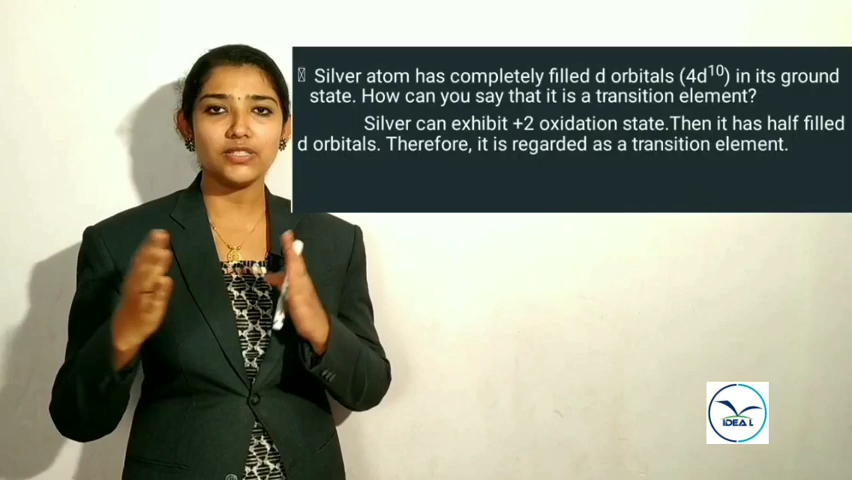 Silver atom has completely filled d orbitals (4d¹⁰) in its ground
state. How can you say that it is a transition element?
Silver can exhibit +2 oxidation state.Then it has half filled
d orbitals. Therefore, it is regarded as a transition element.
IDEAL